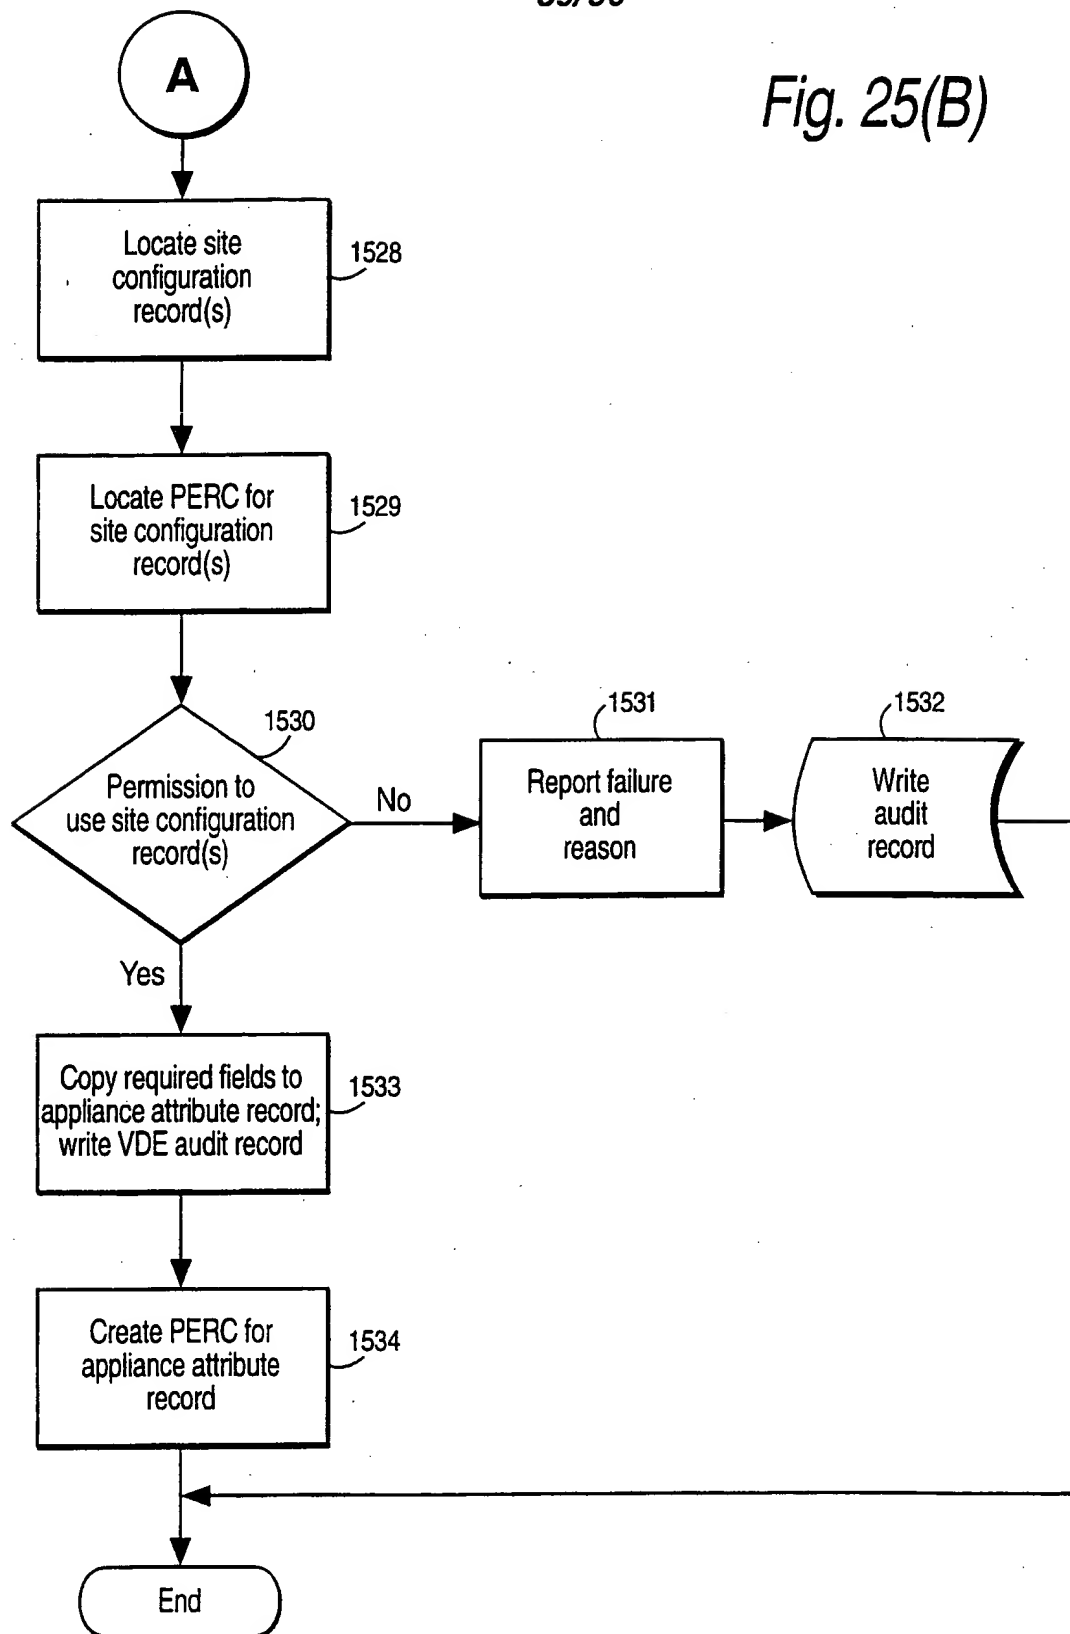 A
Fig. 25(B)
Locate site
configuration
record(s)
1528
Locate PERC for
site configuration
record(s)
1529
1530
Permission to
use site configuration
record(s)
No
1531
Report failure
and
reason
1532
Write
audit
record
Yes
Copy required fields to
appliance attribute record;
write VDE audit record
1533
Create PERC for
appliance attribute
record
1534
End